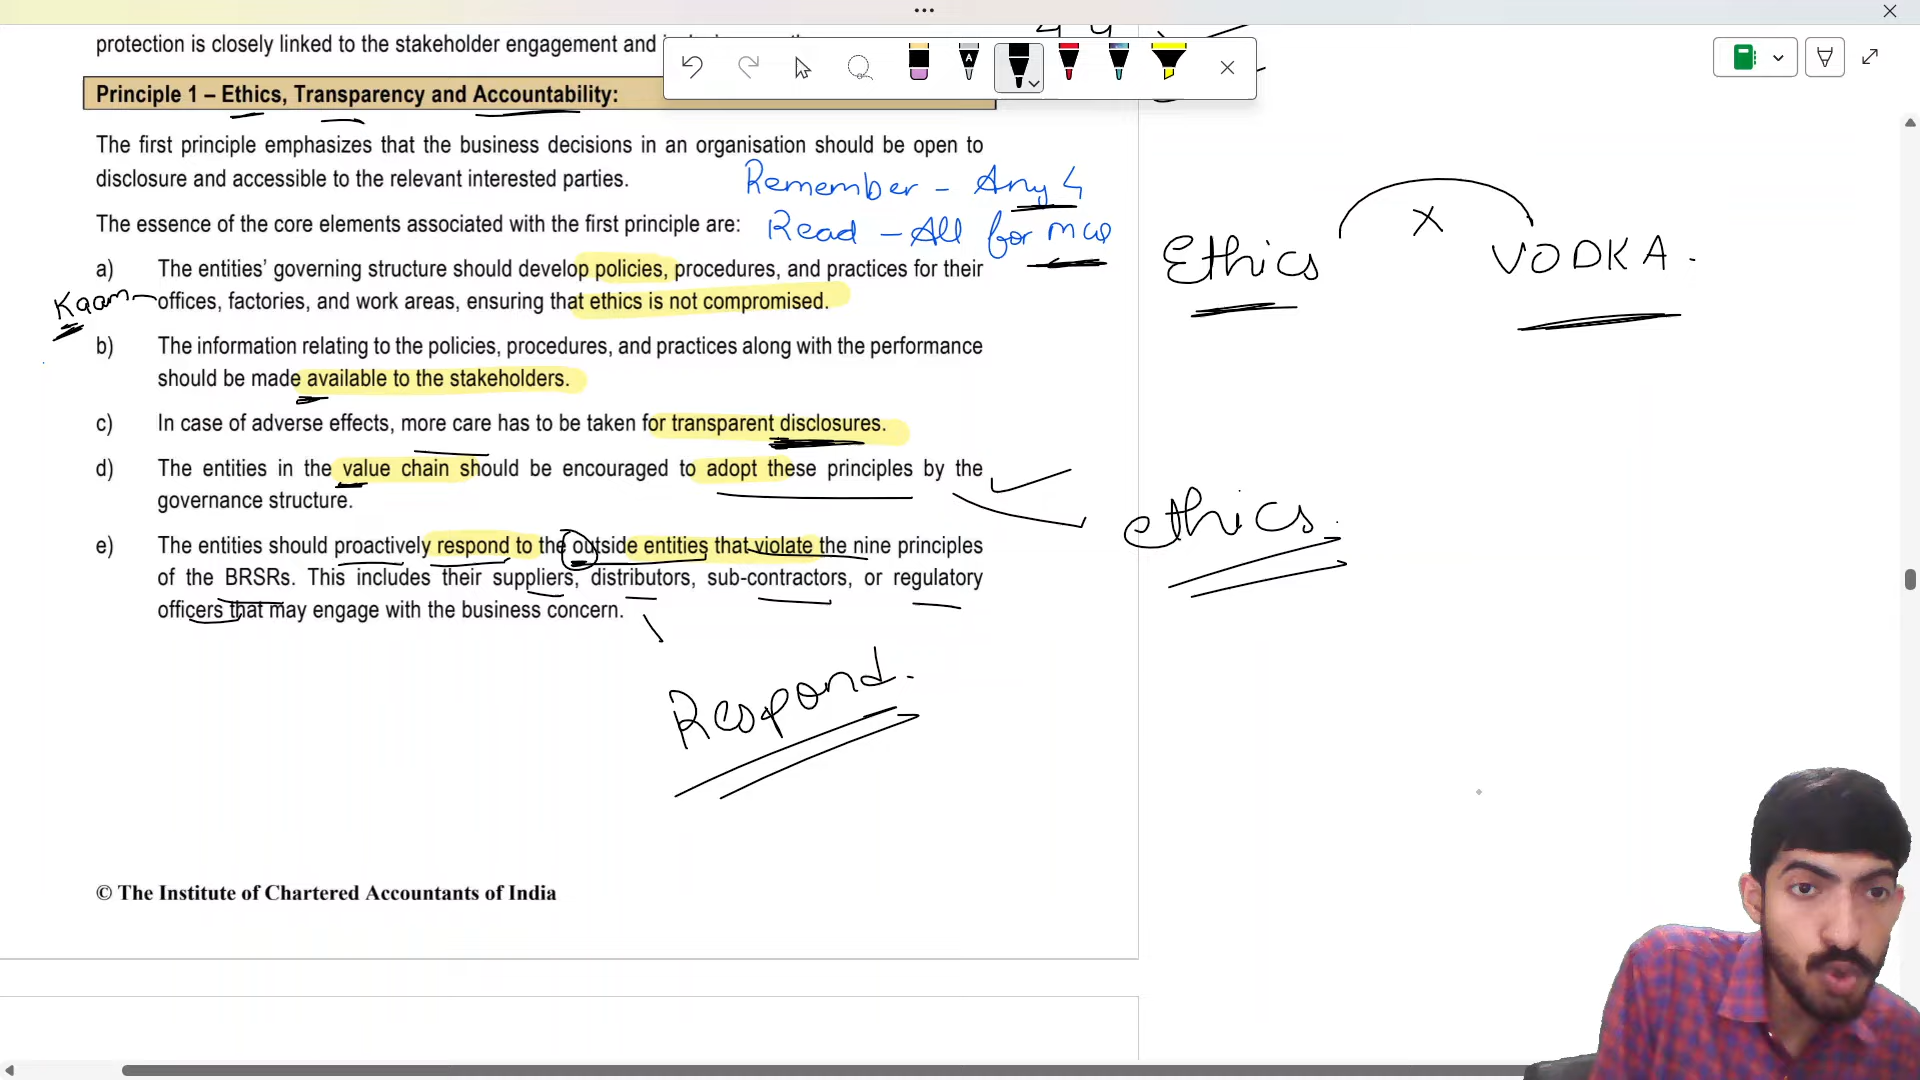 protection is closely linked to the stakeholder engagement and
Principle 1 – Ethics, Transparency and Accountability:
The first principle emphasizes that the business decisions in an organisation should be open to
disclosure and accessible to the relevant interested parties.
Remember - Any 4
The essence of the core elements associated with the first principle are:
Read - All for MCQ
a) The entities' governing structure should develop policies, procedures, and practices for their
Kaam
offices, factories, and work areas, ensuring that ethics is not compromised.
b) The information relating to the policies, procedures, and practices along with the performance
should be made available to the stakeholders.
c) In case of adverse effects, more care has to be taken for transparent disclosures.
d) The entities in the value chain should be encouraged to adopt these principles by the
governance structure.
e) The entities should proactively respond to the outside entities that violate the nine principles
of the BRSRs. This includes their suppliers, distributors, sub-contractors, or regulatory
officers that may engage with the business concern.
Respond.
© The Institute of Chartered Accountants of India
Ethics X VODKA.
ethics.